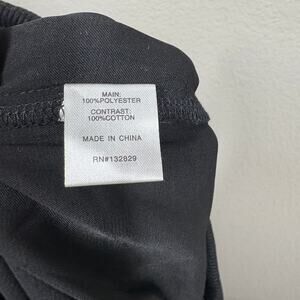 MAIN:
100%POLYESTER
CONTRAST:
100%COTTON
MADE IN CHINA
RN#132829